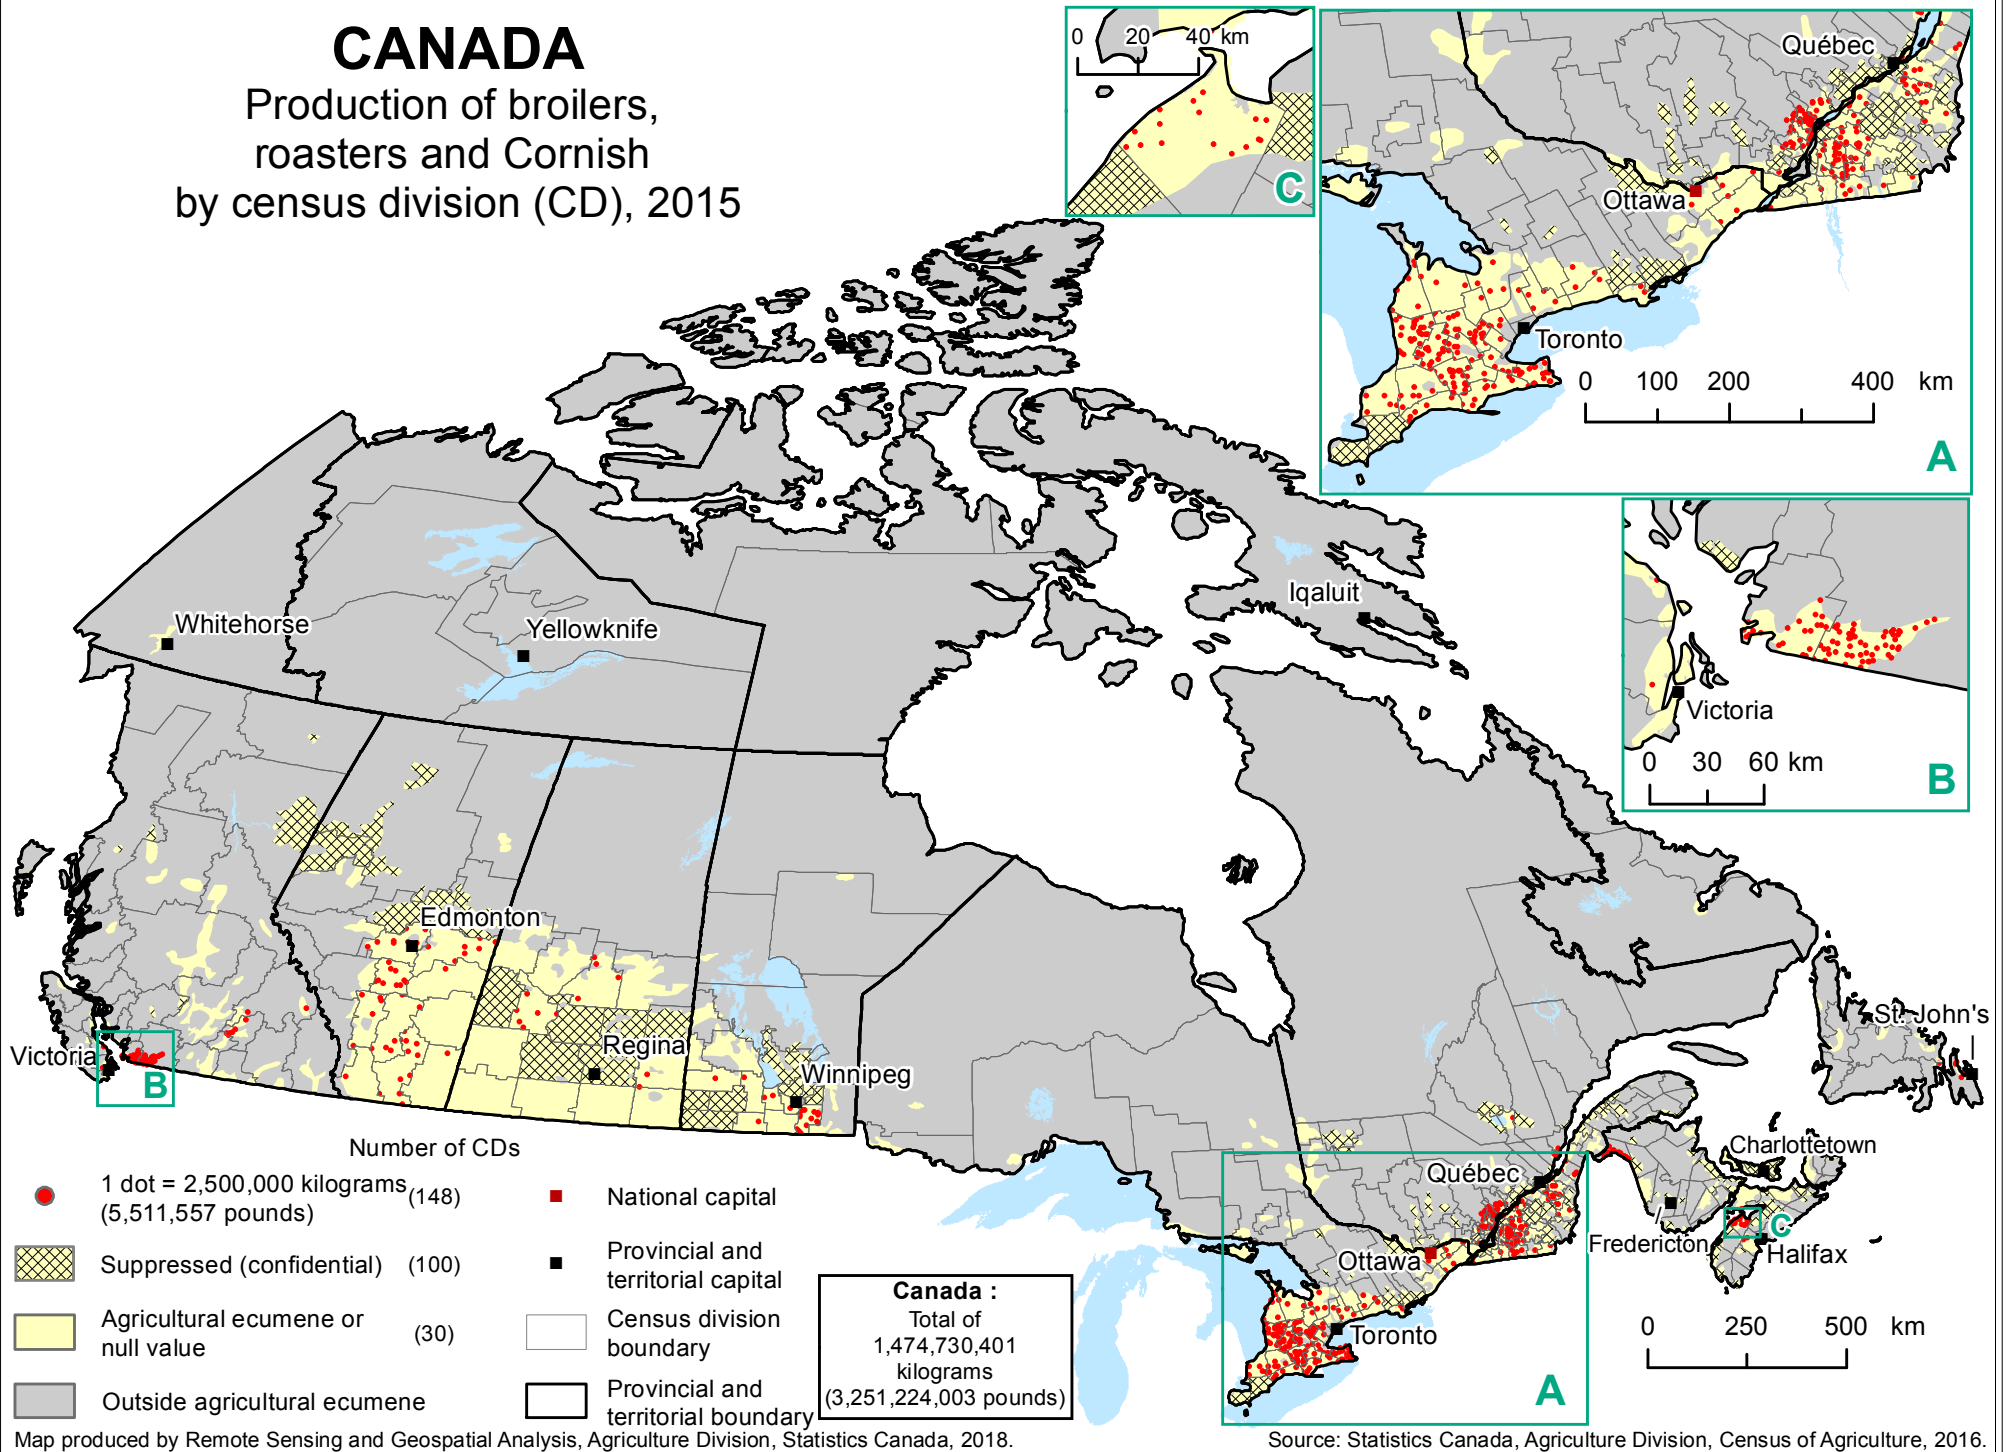 CANADA
Production of broilers,
roasters and Cornish
by census division (CD), 2015
0 20 40 km
C
Québec
Ottawa
Toronto
0 100 200 400 km
A
Victoria
0 30 60 km
B
Whitehorse
Yellowknife
Iqaluit
Edmonton
Regina
Winnipeg
Victoria
B
St. John's
Charlottetown
Québec
Fredericton
C
Halifax
Ottawa
Toronto
A
0 250 500 km
Number of CDs
1 dot = 2,500,000 kilograms (148)
(5,511,557 pounds)
Suppressed (confidential) (100)
Agricultural ecumene or
null value (30)
Outside agricultural ecumene
National capital
Provincial and
territorial capital
Census division
boundary
Provincial and
territorial boundary
Canada :
Total of
1,474,730,401
kilograms
(3,251,224,003 pounds)
Map produced by Remote Sensing and Geospatial Analysis, Agriculture Division, Statistics Canada, 2018.
Source: Statistics Canada, Agriculture Division, Census of Agriculture, 2016.